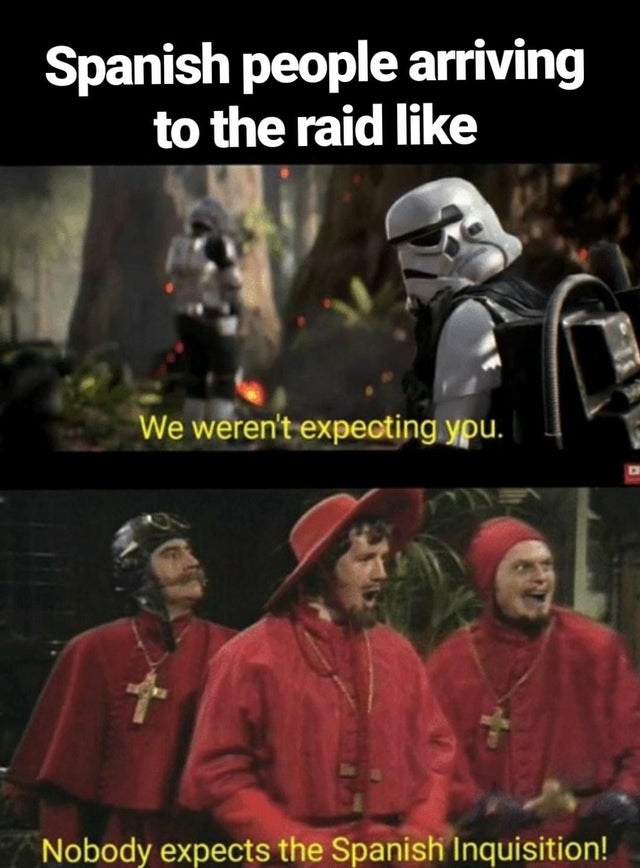 Spanish people arriving
to the raid like
We weren't expecting you.
Nobody expects the Spanish Inquisition!